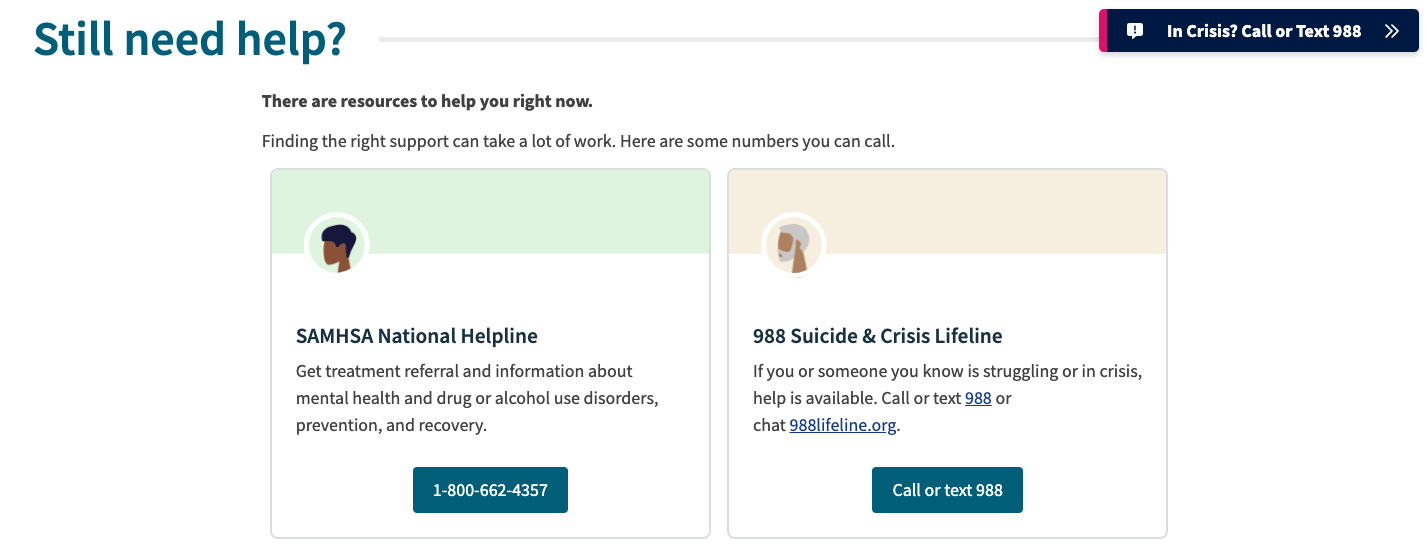 Still need help?
In Crisis? Call or Text 988
There are resources to help you right now.
Finding the right support can take a lot of work. Here are some numbers you can call.
SAMHSA National Helpline
Get treatment referral and information about
mental health and drug or alcohol use disorders,
prevention, and recovery.
1-800-662-4357
988 Suicide & Crisis Lifeline
If you or someone you know is struggling or in crisis,
help is available. Call or text 988 or
chat 988lifeline.org.
Call or text 988